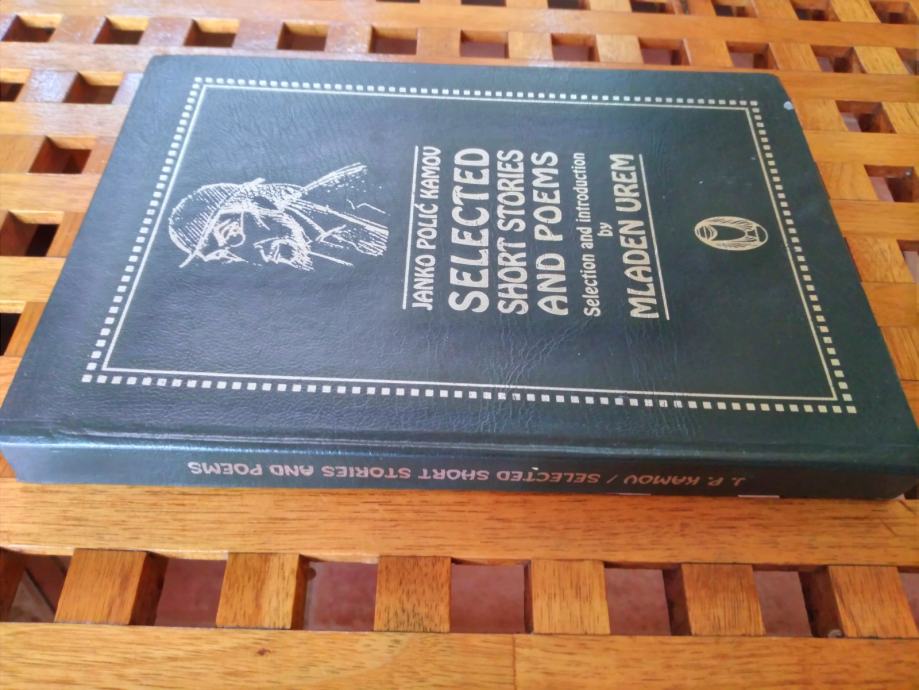 JANKO POLIĆ KAMOV
SELECTED
SHORT STORIES
AND POEMS
Selection and introduction
by
MLADEN UREM
J. P. KAMOV / SELECTED SHORT STORIES AND POEMS